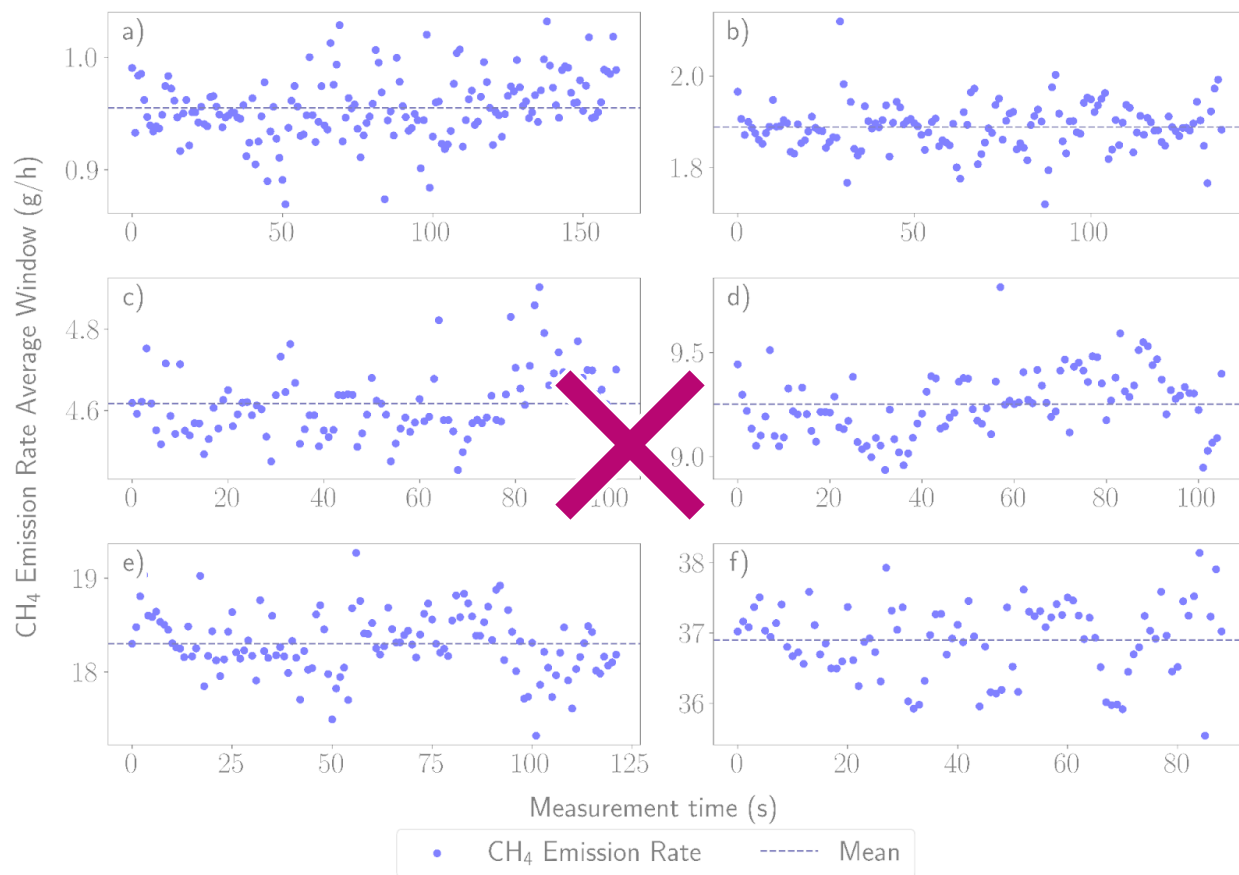 a)
b)
1.0
0.9
2.0
1.8
0 50 100 150
0 50 100
c)
d)
4.8
4.6
9.5
9.0
0 20 40 60 80 100
0 20 40 60 80 100
e)
f)
19
18
38
37
36
0 25 50 75 100 125
0 20 40 60 80
CH₄ Emission Rate Average Window (g/h)
Measurement time (s)
CH₄ Emission Rate Mean